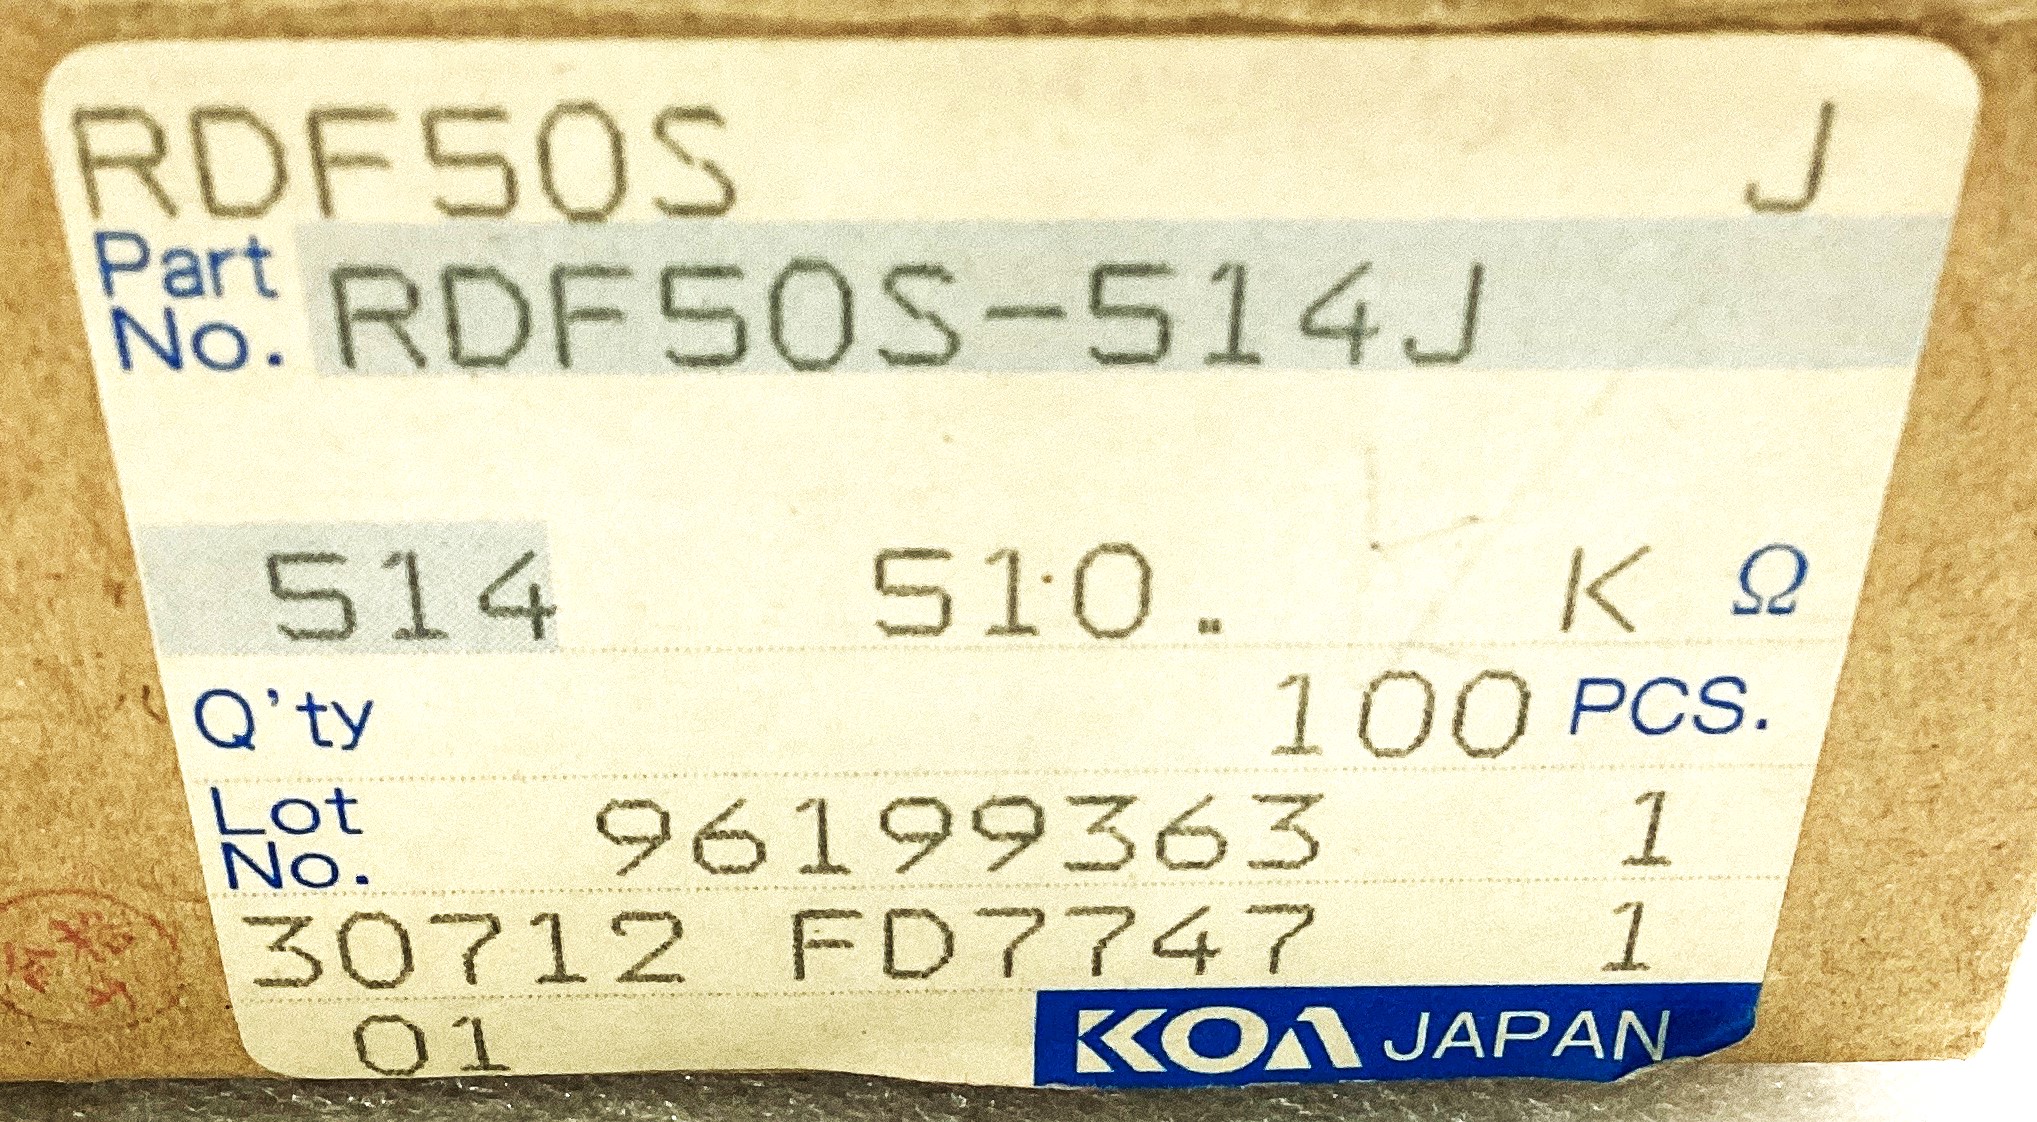 RDF50S J
Part No. RDF50S-514J
514 510. K Ω
Q'ty 100 PCS.
Lot No. 96199363 1
30712 FD7747 1
01 KOA JAPAN